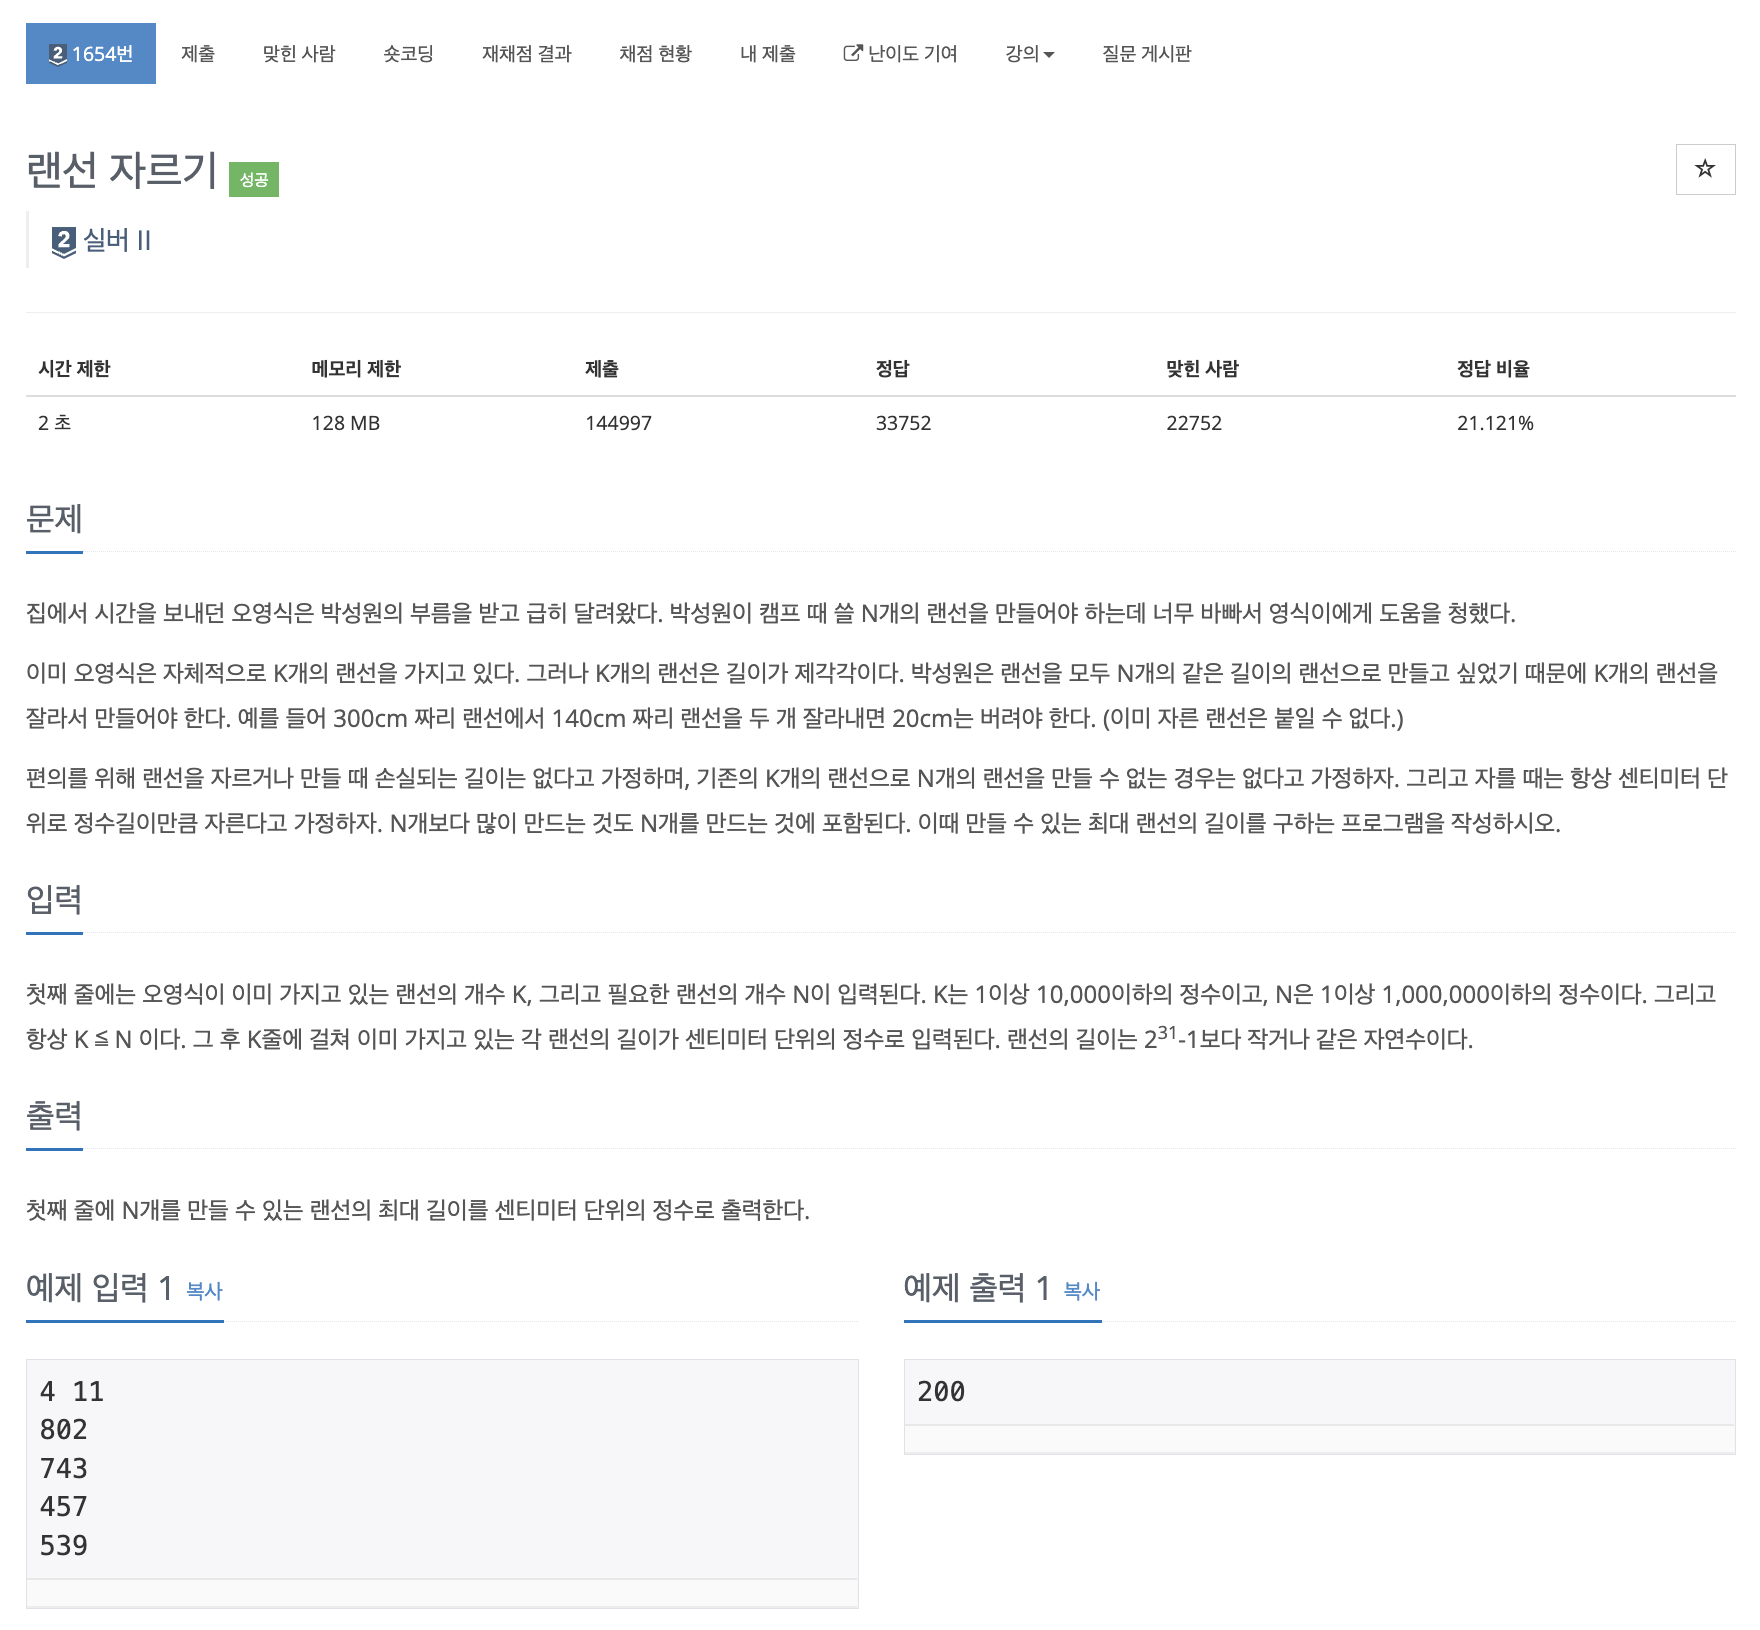 2 1654번 제출 맞힌 사람 숏코딩 재채점 결과 채점 현황 내 제출 난이도 기여 강의 질문 게시판
랜선 자르기 성공
2 실버 II
시간 제한 메모리 제한 제출 정답 맞힌 사람 정답 비율
2 초 128 MB 144997 33752 22752 21.121%
문제
집에서 시간을 보내던 오영식은 박성원의 부름을 받고 급히 달려왔다. 박성원이 캠프 때 쓸 N개의 랜선을 만들어야 하는데 너무 바빠서 영식이에게 도움을 청했다.
이미 오영식은 자체적으로 K개의 랜선을 가지고 있다. 그러나 K개의 랜선은 길이가 제각각이다. 박성원은 랜선을 모두 N개의 같은 길이의 랜선으로 만들고 싶었기 때문에 K개의 랜선을
잘라서 만들어야 한다. 예를 들어 300cm 짜리 랜선에서 140cm 짜리 랜선을 두 개 잘라내면 20cm는 버려야 한다. (이미 자른 랜선은 붙일 수 없다.)
편의를 위해 랜선을 자르거나 만들 때 손실되는 길이는 없다고 가정하며, 기존의 K개의 랜선으로 N개의 랜선을 만들 수 없는 경우는 없다고 가정하자. 그리고 자를 때는 항상 센티미터 단
위로 정수길이만큼 자른다고 가정하자. N개보다 많이 만드는 것도 N개를 만드는 것에 포함된다. 이때 만들 수 있는 최대 랜선의 길이를 구하는 프로그램을 작성하시오.
입력
첫째 줄에는 오영식이 이미 가지고 있는 랜선의 개수 K, 그리고 필요한 랜선의 개수 N이 입력된다. K는 1이상 10,000이하의 정수이고, N은 1이상 1,000,000이하의 정수이다. 그리고
항상 K ≦ N 이다. 그 후 K줄에 걸쳐 이미 가지고 있는 각 랜선의 길이가 센티미터 단위의 정수로 입력된다. 랜선의 길이는 2³¹-1보다 작거나 같은 자연수이다.
출력
첫째 줄에 N개를 만들 수 있는 랜선의 최대 길이를 센티미터 단위의 정수로 출력한다.
예제 입력 1 복사
4 11
802
743
457
539
예제 출력 1 복사
200